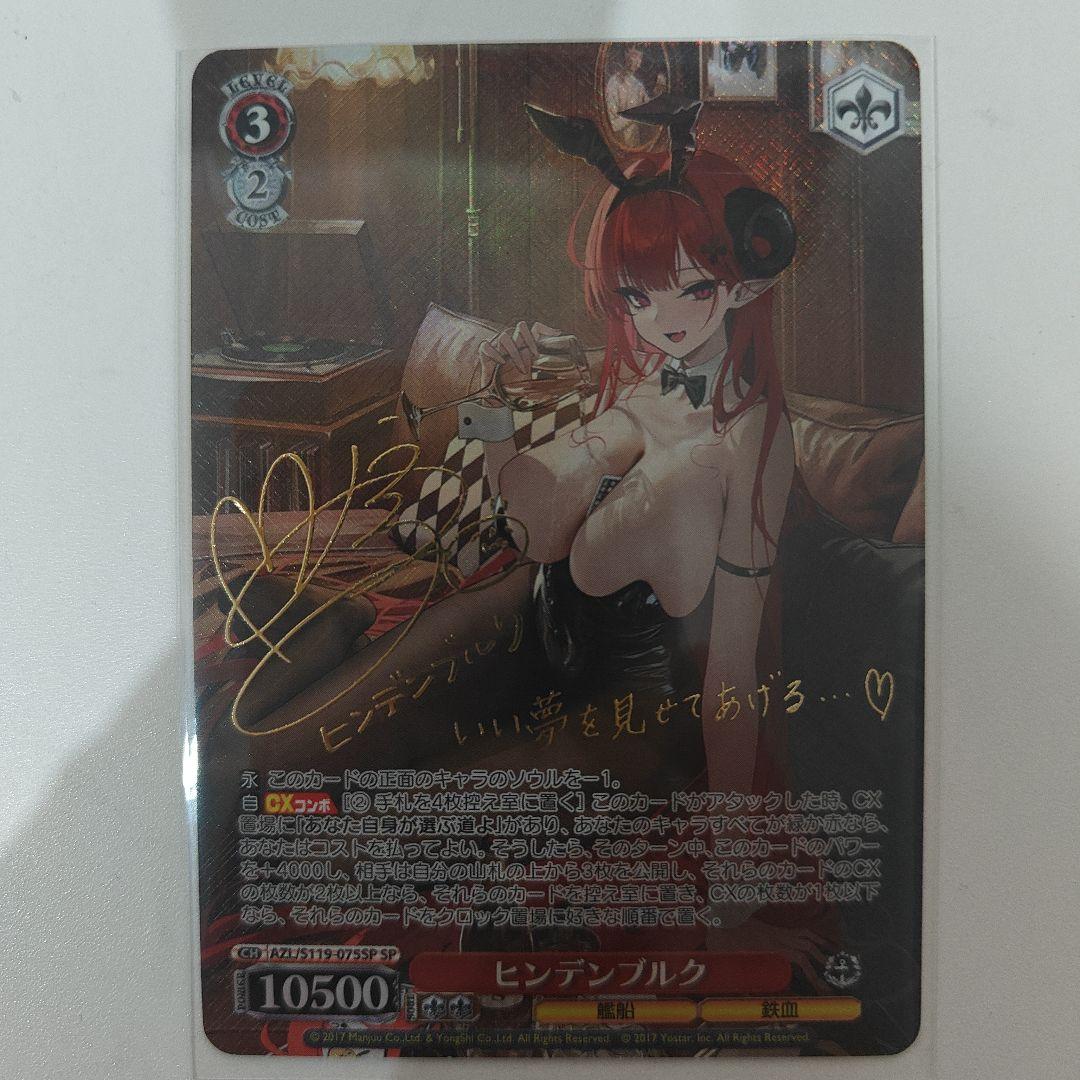 LEVEL
3
2
COST
ヒンデンブルク
いい夢を見せてあげる…♡
永 このカードの正面のキャラのソウルを－1。
自 CXコンボ [② 手札を4枚控え室に置く] このカードがアタックした時、CX
置場に「あなた自身が選ぶ道よ」があり、あなたのキャラすべてが緑か赤なら、
あなたはコストを払ってよい。そうしたら、そのターン中、このカードのパワー
を＋4000し、相手は自分の山札の上から3枚を公開し、それらのカードのCX
の枚数が2枚以上なら、それらのカードを控え室に置き、CXの枚数が1枚以下
なら、それらのカードをクロック置場に好きな順番で置く。
CH AZL/S119-075SP SP
POWER 10500
ヒンデンブルク
SOUL
艦船 鉄血
© 2017 Manjuu Co.,Ltd. & YongShi Co.,Ltd. All Rights Reserved. © 2017 Yostar, Inc. All Rights Reserved.